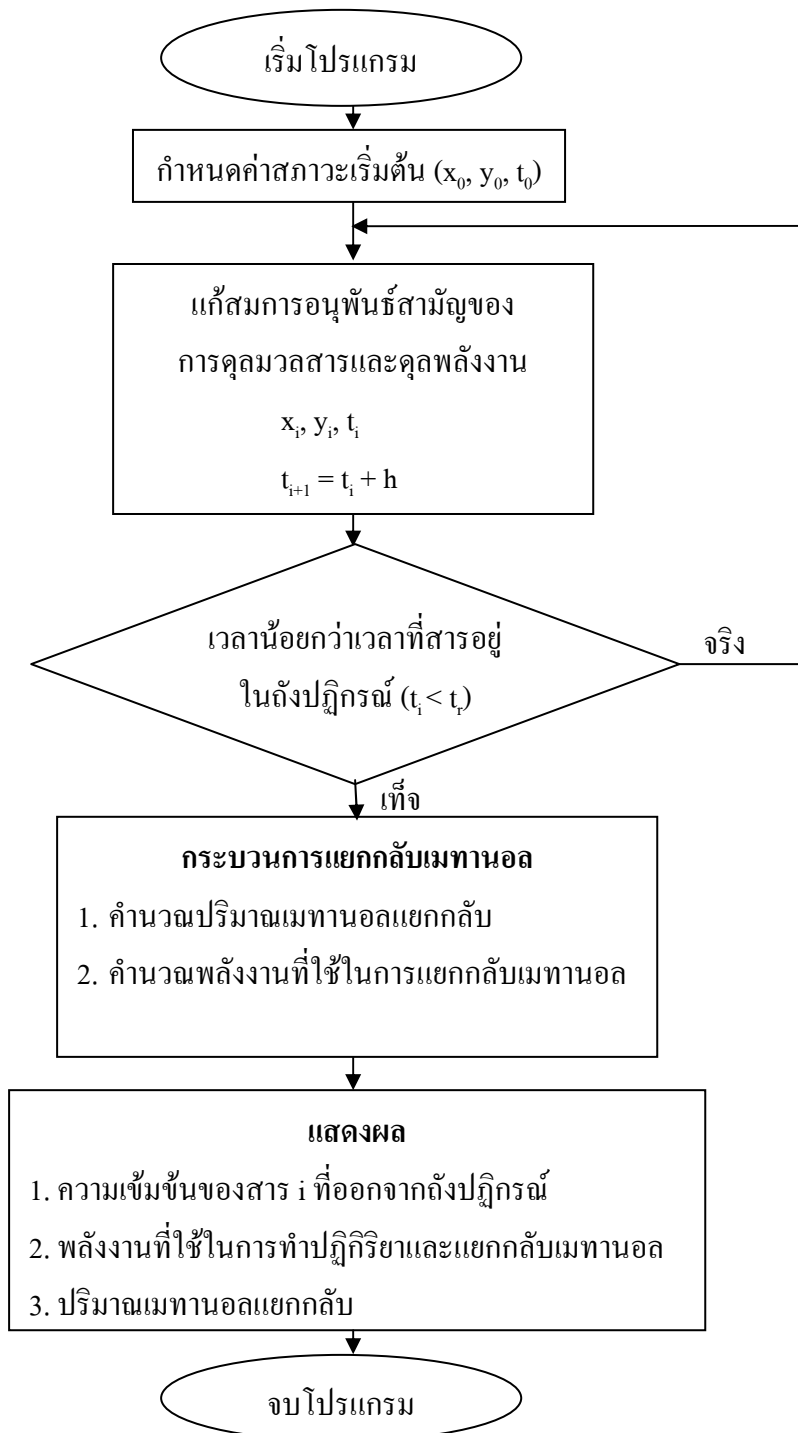 เริ่มโปรแกรม
กำหนดค่าสภาวะเริ่มต้น (x₀, y₀, t₀)
แก้สมการอนุพันธ์สามัญของ
การดุลมวลสารและดุลพลังงาน
xᵢ, yᵢ, tᵢ
tᵢ₊₁ = tᵢ + h
เวลาน้อยกว่าเวลาที่สารอยู่
ในถังปฏิกรณ์ (tᵢ < tᵣ)
จริง
เท็จ
กระบวนการแยกกลับเมทานอล
1. คำนวณปริมาณเมทานอลแยกกลับ
2. คำนวณพลังงานที่ใช้ในการแยกกลับเมทานอล
แสดงผล
1. ความเข้มข้นของสาร i ที่ออกจากถังปฏิกรณ์
2. พลังงานที่ใช้ในการทำปฏิกิริยาและแยกกลับเมทานอล
3. ปริมาณเมทานอลแยกกลับ
จบโปรแกรม